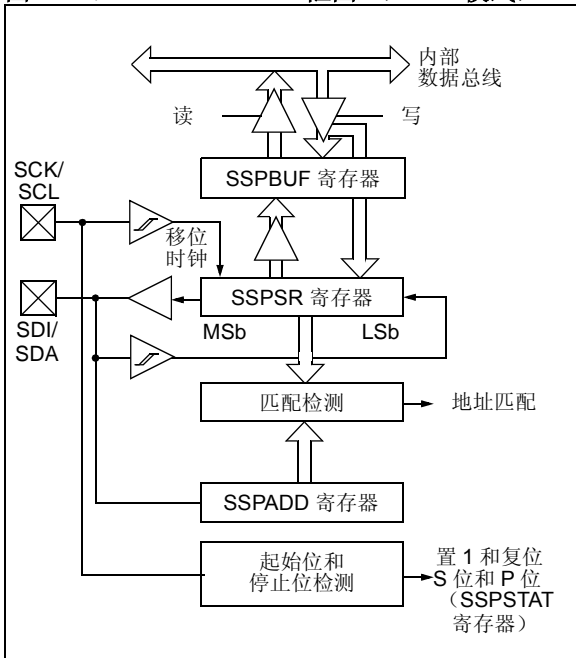 内部
数据总线
读
写
SSPBUF 寄存器
SCK/
SCL
移位
时钟
SSPSR 寄存器
MSb
LSb
SDI/
SDA
匹配检测
地址匹配
SSPADD 寄存器
起始位和
停止位检测
置 1 和复位
S 位和 P 位
（SSPSTAT
寄存器）